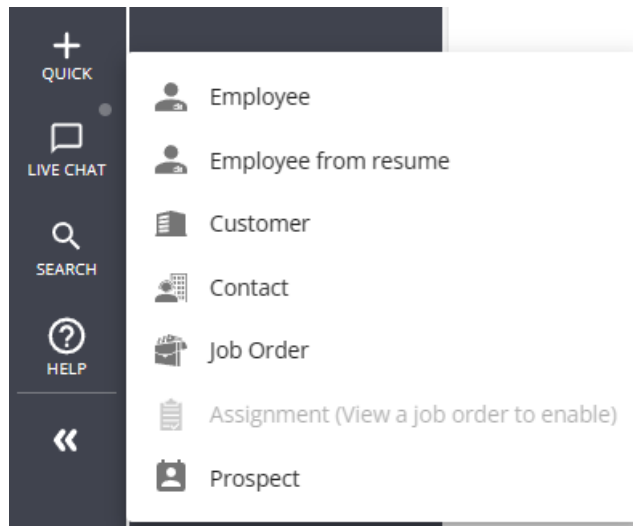 QUICK
LIVE CHAT
SEARCH
HELP
Employee
Employee from resume
Customer
Contact
Job Order
Assignment (View a job order to enable)
Prospect